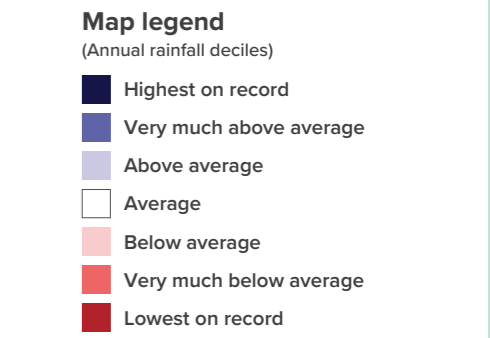 Map legend
(Annual rainfall deciles)
Highest on record
Very much above average
Above average
Average
Below average
Very much below average
Lowest on record